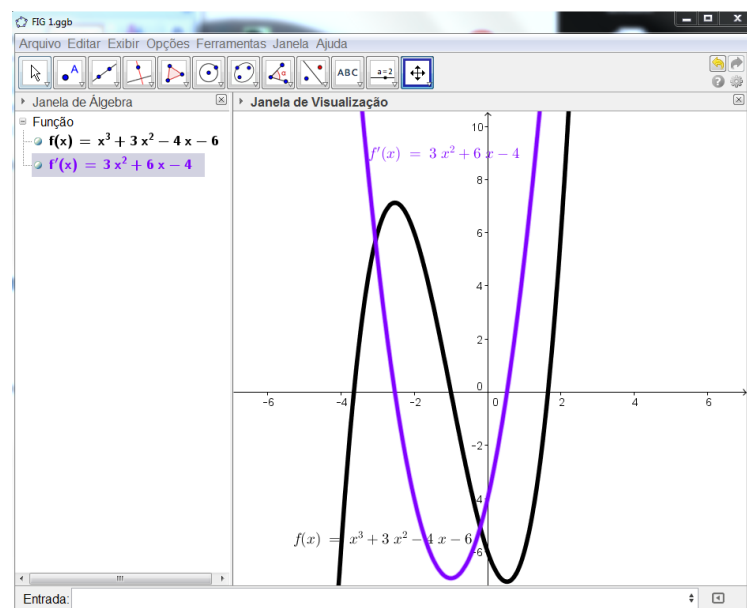 FIG 1.ggb
Arquivo Editar Exibir Opções Ferramentas Janela Ajuda
A
ABC
a=2
Janela de Álgebra
Janela de Visualização
Função
f(x) = x³ + 3 x² – 4 x – 6
f'(x) = 3 x² + 6 x – 4
f'(x) = 3 x² + 6 x – 4
10
8
6
4
2
0
-6 -4 -2 0 2 4 6
-2
-4
-6
f(x) = x³ + 3 x² – 4 x – 6
Entrada: